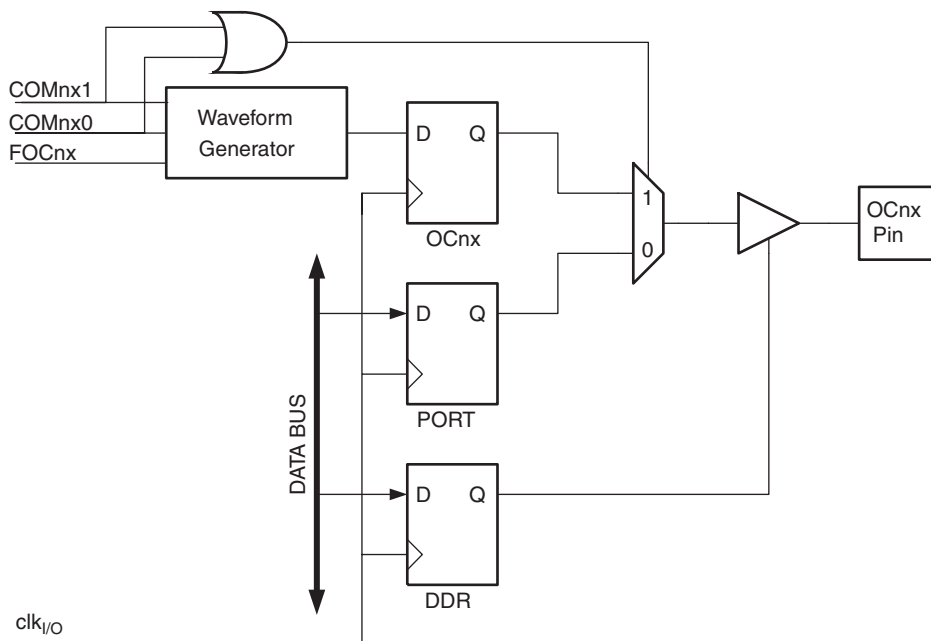 COMnx1
COMnx0
FOCnx
Waveform
Generator
D Q
OCnx
1
0
OCnx
Pin
D Q
PORT
DATA BUS
D Q
DDR
clkI/O